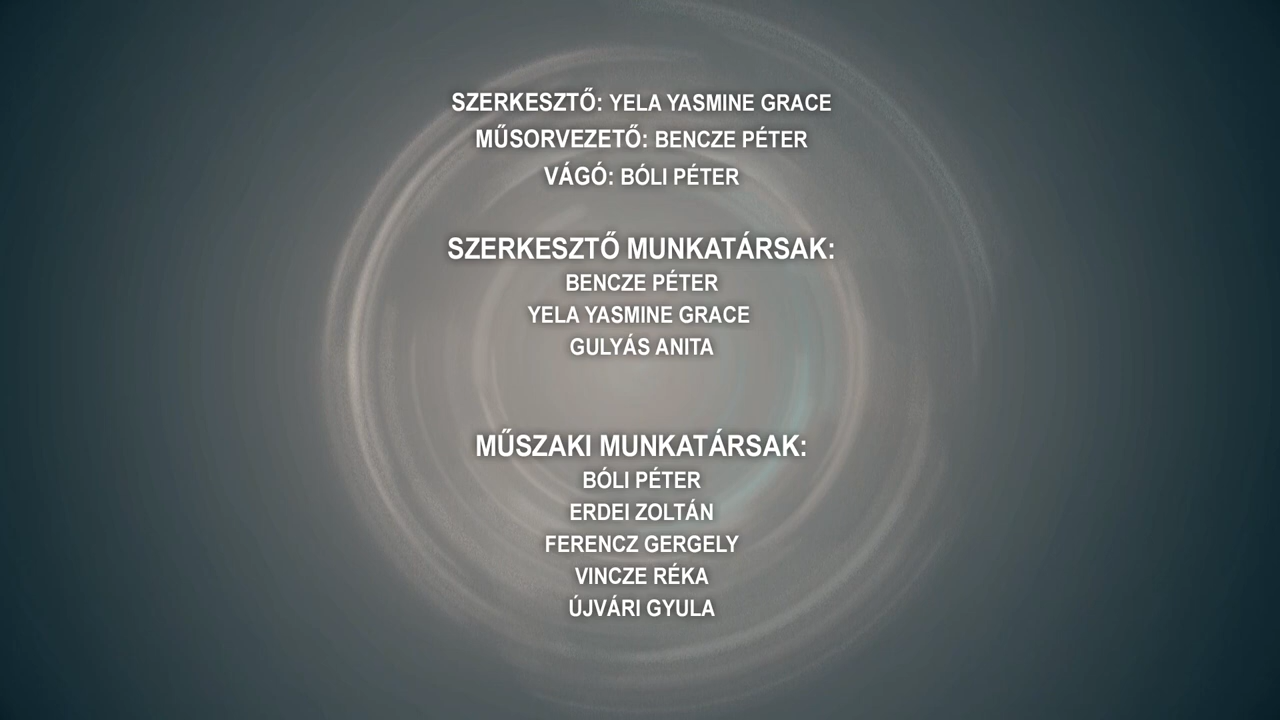 SZERKESZTŐ: YELA YASMINE GRACE
MŰSORVEZETŐ: BENCZE PÉTER
VÁGÓ: BÓLI PÉTER
SZERKESZTŐ MUNKATÁRSAK:
BENCZE PÉTER
YELA YASMINE GRACE
GULYÁS ANITA
MŰSZAKI MUNKATÁRSAK:
BÓLI PÉTER
ERDEI ZOLTÁN
FERENCZ GERGELY
VINCZE RÉKA
ÚJVÁRI GYULA